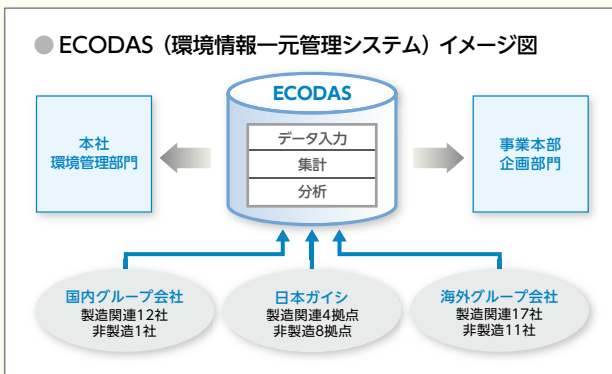 ● ECODAS（環境情報一元管理システム）イメージ図
ECODAS
データ入力
集計
分析
本社
環境管理部門
事業本部
企画部門
国内グループ会社
製造関連12社
非製造1社
日本ガイシ
製造関連4拠点
非製造8拠点
海外グループ会社
製造関連17社
非製造11社